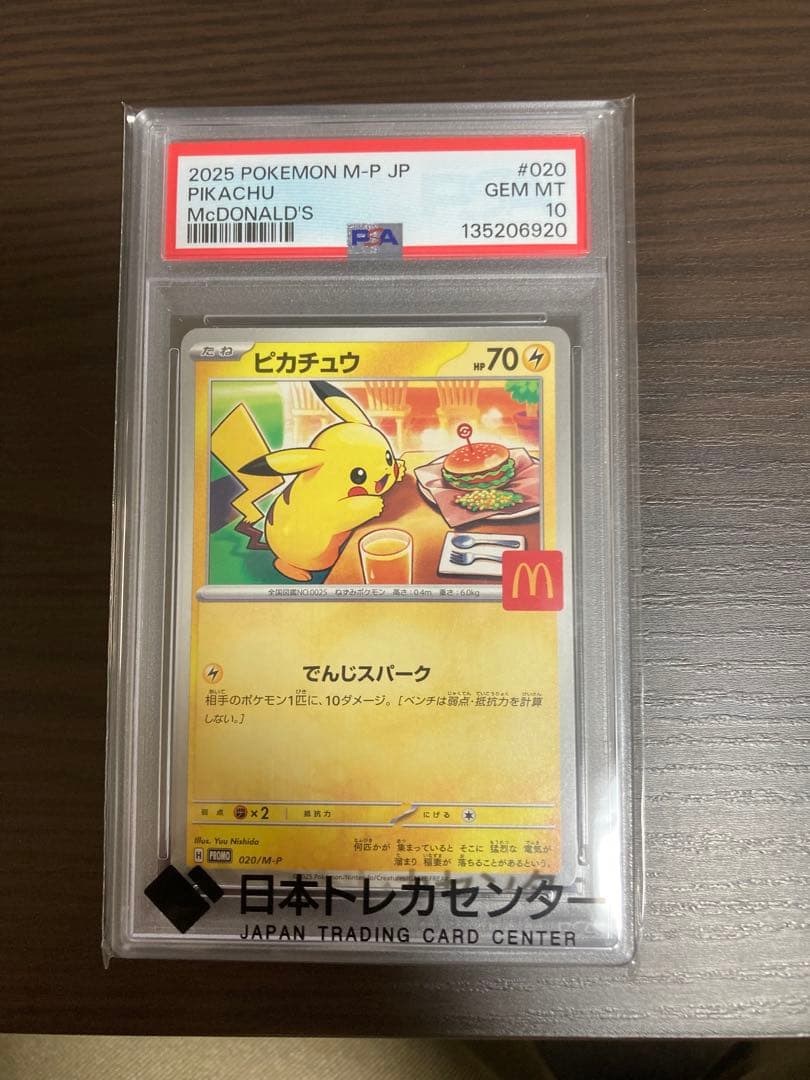 2025 POKEMON M-P JP #020
PIKACHU GEM MT
McDONALD'S 10
PSA 135206920
たね ピカチュウ HP70
全国図鑑NO.0025 ねずみポケモン 高さ:0.4m 重さ:6.0kg
でんじスパーク
相手のポケモン1匹に、10ダメージ。[ベンチは弱点・抵抗力を計算
しない。]
弱点 ×2 抵抗力 にげる
Illus. Yuu Nishida
何匹かが 集まっていると そこに 猛烈な 電気が
溜まり 稲妻が 落ちることがあるという。
H PROMO 020/M-P
©2025 Pokémon/Nintendo/Creatures/GAME FREAK
日本トレカセンター
JAPAN TRADING CARD CENTER